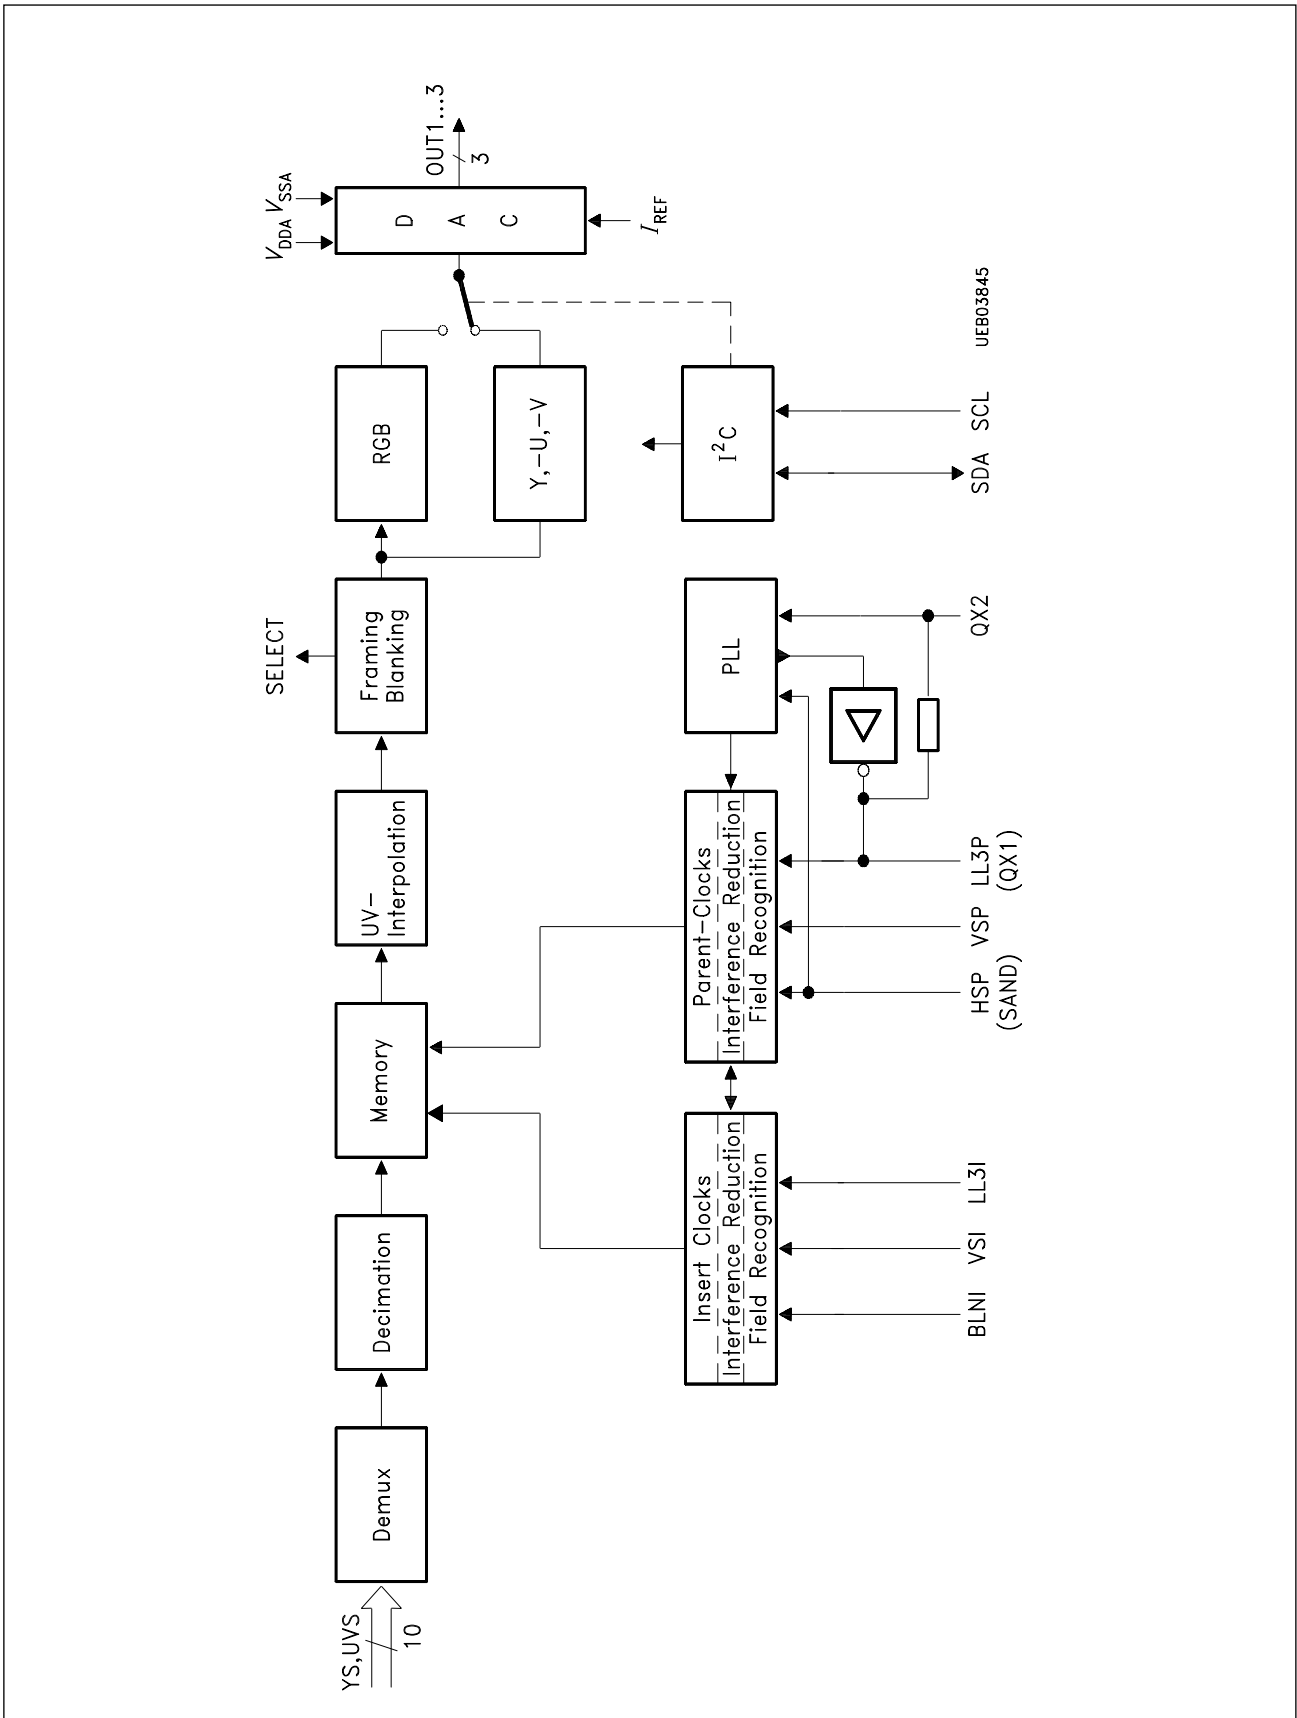 YS,UVS
10
Demux
Decimation
Memory
UV-
Interpolation
SELECT
Framing
Blanking
RGB
Y,-U,-V
V_DDA V_SSA
D A C
OUT1...3
3
I_REF
Insert Clocks
Interference Reduction
Field Recognition
Parent-Clocks
Interference Reduction
Field Recognition
PLL
I²C
BLNI
VSI
LL3I
HSP
(SAND)
VSP
LL3P
(QX1)
QX2
SDA
SCL
UEB03845